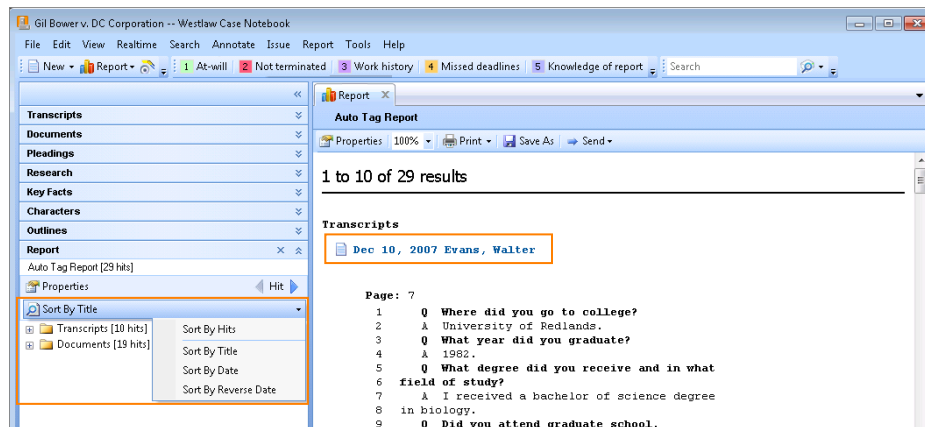 Gil Bower v. DC Corporation -- Westlaw Case Notebook
File Edit View Realtime Search Annotate Issue Report Tools Help
New Report 1 At-will 2 Not terminated 3 Work history 4 Missed deadlines 5 Knowledge of report Search
Report
Transcripts
Documents
Pleadings
Research
Key Facts
Characters
Outlines
Report
Auto Tag Report [29 hits]
Properties Hit
Sort By Title
Transcripts [10 hits]
Documents [19 hits]
Sort By Hits
Sort By Title
Sort By Date
Sort By Reverse Date
Auto Tag Report
Properties 100% Print Save As Send
1 to 10 of 29 results
Transcripts
Dec 10, 2007 Evans, Walter
Page: 7
1 Q Where did you go to college?
2 A University of Redlands.
3 Q What year did you graduate?
4 A 1982.
5 Q What degree did you receive and in what
6 field of study?
7 A I received a bachelor of science degree
8 in biology.
9 Q Did you attend graduate school.